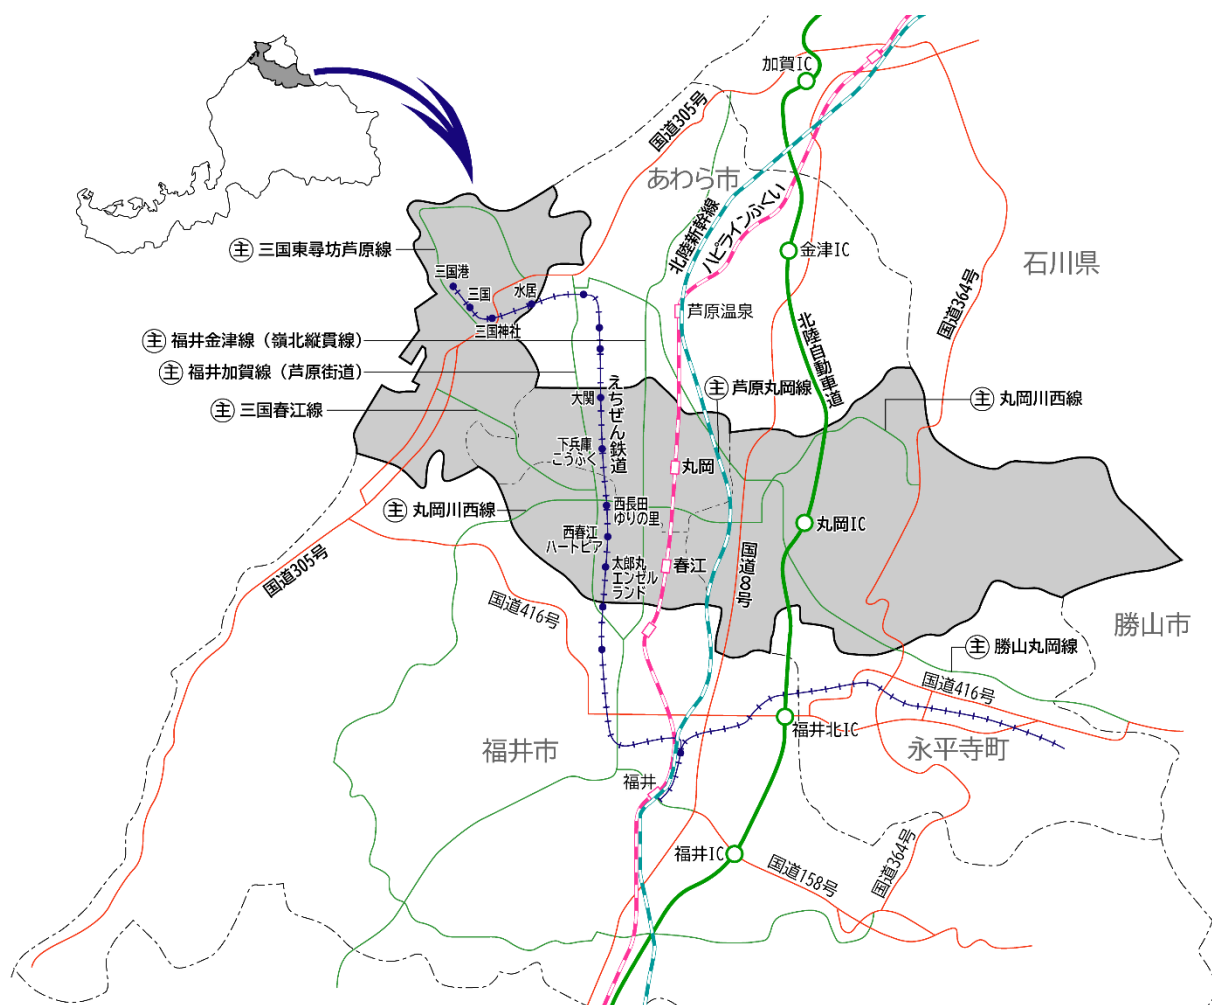 加賀IC
国道305号
あわら市
北陸新幹線
ハピラインふくい
主 三国東尋坊芦原線
金津IC
石川県
国道364号
三国港
三国
水居
三国神社
芦原温泉
主 福井金津線（嶺北縦貫線）
主 福井加賀線（芦原街道）
北陸自動車道
えちぜん鉄道
主 芦原丸岡線
主 丸岡川西線
主 三国春江線
大関
下兵庫
こうふく
丸岡
主 丸岡川西線
西長田
ゆりの里
丸岡IC
西春江
ハートピア
太郎丸
エンゼル
ランド
春江
国道8号
国道305号
国道416号
勝山市
主 勝山丸岡線
国道416号
福井北IC
福井市
永平寺町
福井
福井IC
国道158号
国道364号